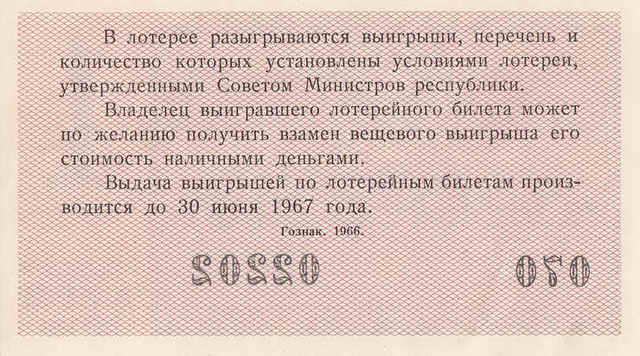 В лотерее разыгрываются выигрыши, перечень и
количество которых установлены условиями лотереи,
утвержденными Советом Министров республики.
Владелец выигравшего лотерейного билета может
по желанию получить взамен вещевого выигрыша его
стоимость наличными деньгами.
Выдача выигрышей по лотерейным билетам произ-
водится до 30 июня 1967 года.
Гознак. 1966.
02202 070